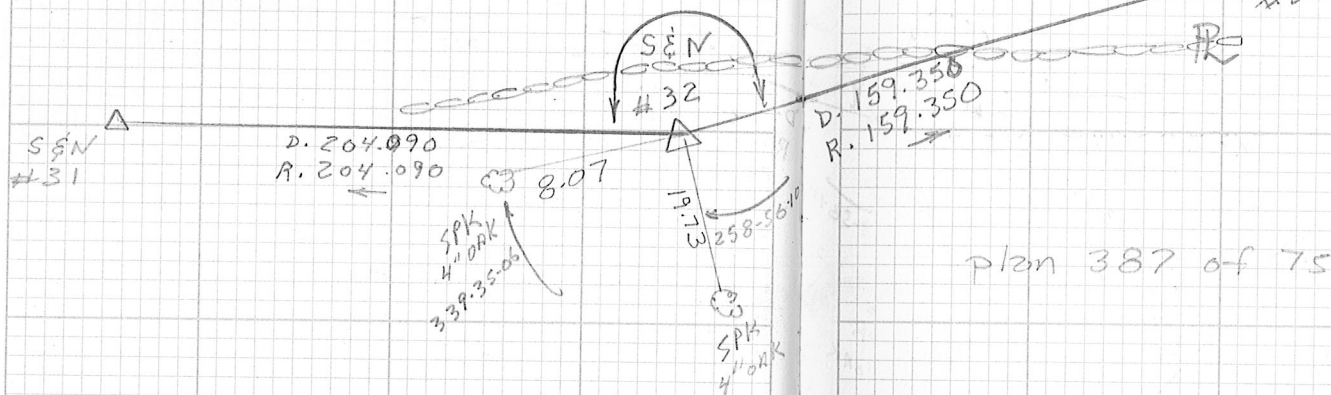 S&N
#32
PL
D. 159.350
R. 159.350
S&N
#31
D. 204.090
R. 204.090
8.07
19.73
258-56-10
SPK
4" OAK
339-35-06
SPK
4" OAK
plan 387 of 75